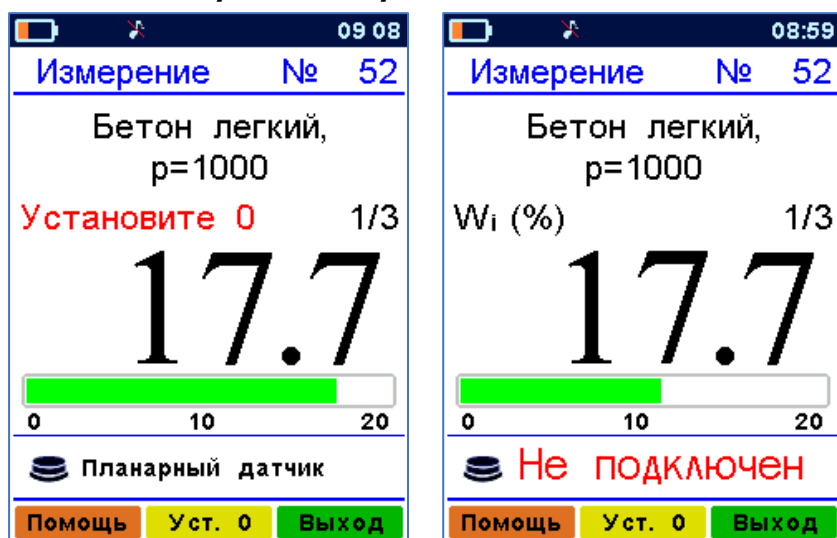 09 08
Измерение № 52
Бетон легкий,
р=1000
Установите 0 1/3
17.7
0 10 20
Планарный датчик
Помощь Уст. 0 Выход
08:59
Измерение № 52
Бетон легкий,
р=1000
Wi (%) 1/3
17.7
0 10 20
Не подключен
Помощь Уст. 0 Выход